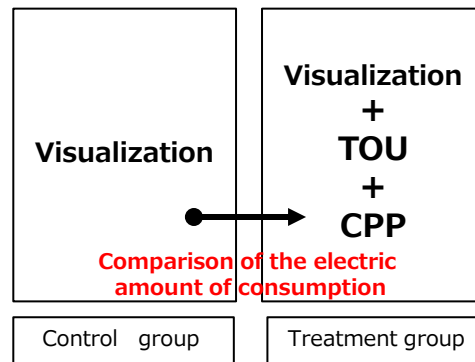 Visualization
Visualization
+
TOU
+
CPP
Comparison of the electric
amount of consumption
Control group
Treatment group